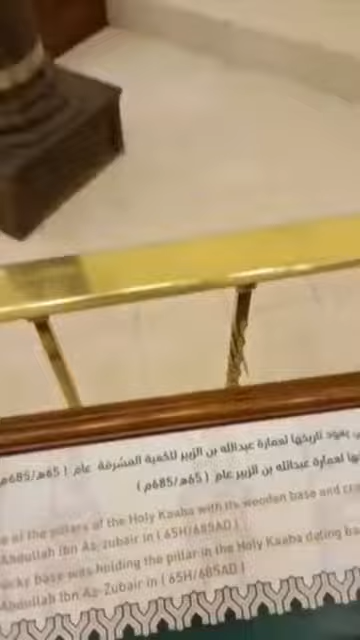 يعود تاريخها لعمارة عبدالله بن الزبير للكعبة المشرفة عام ( 65هـ/685م
لعمارة عبدالله بن الزبير عام ( 65هـ/685م )
of the pillars of the Holy Kaaba with its wooden base and
Abdullah Ibn Az-zubair in ( 65H/685AD )
base was holding the pillar in the Holy Kaaba dating
Abdullah Ibn Az-Zubair in ( 65H/685AD )